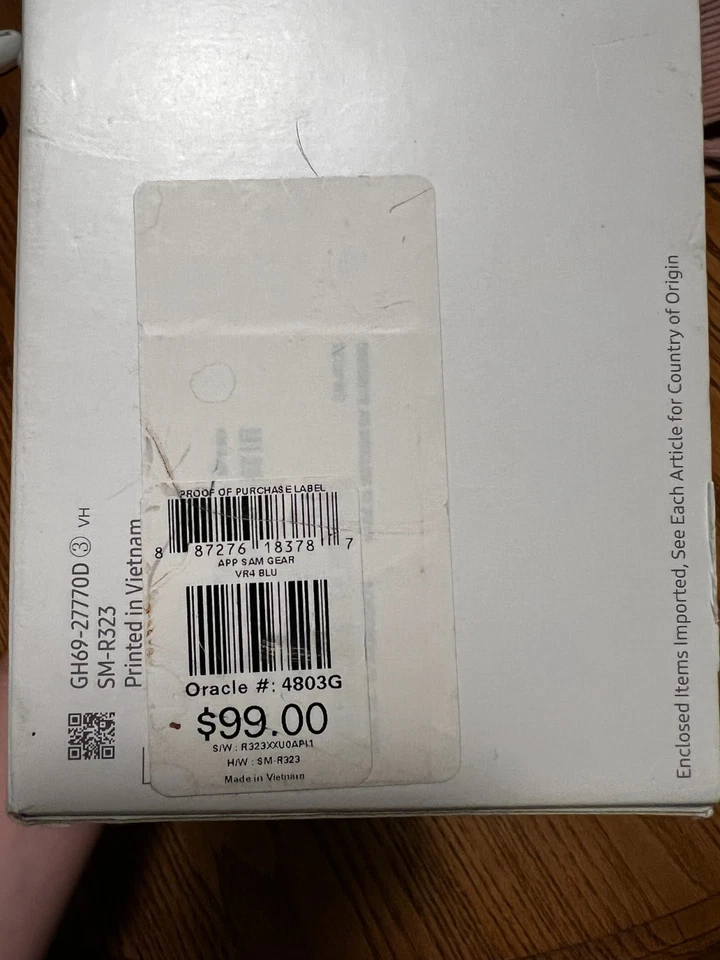 PROOF OF PURCHASE LABEL
8 87276 18378 7
APP SAM GEAR
VR4 BLU
Oracle #: 4803G
$99.00
S/W : R323XXU0API1
H/W : SM-R323
Made in Vietnam
GH69-27770D ③ VH
SM-R323
Printed in Vietnam
Enclosed Items Imported, See Each Article for Country of Origin